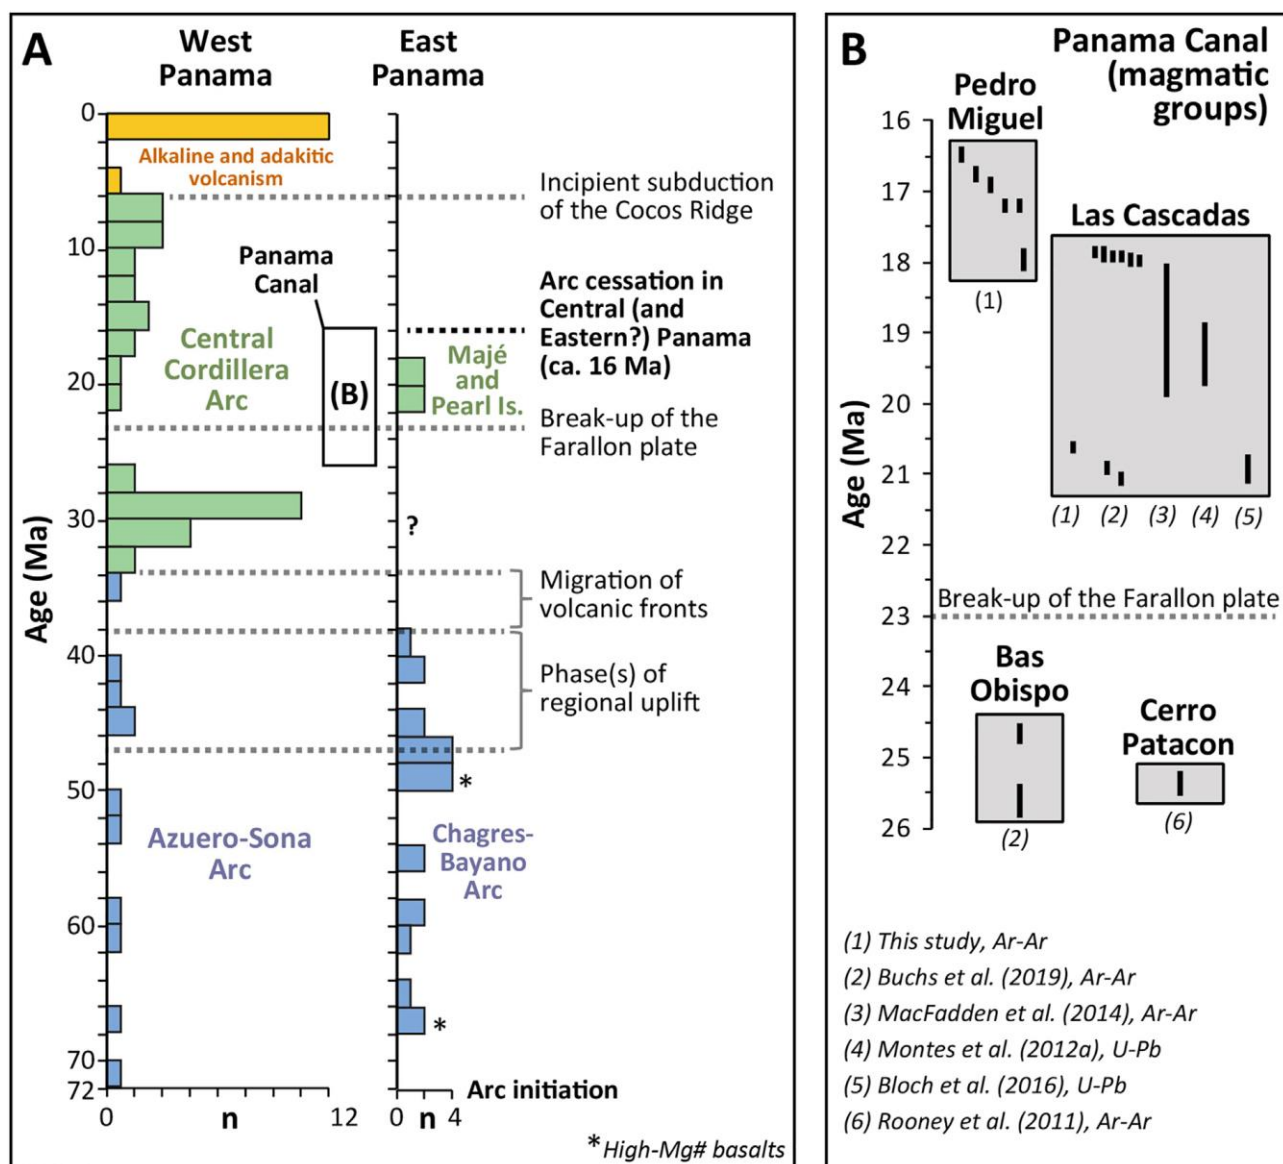 A
West
Panama
East
Panama
0
10
20
30
40
50
60
70
72
Age (Ma)
Alkaline and adakitic
volcanism
Incipient subduction
of the Cocos Ridge
Panama
Canal
(B)
Arc cessation in
Central (and
Eastern?) Panama
(ca. 16 Ma)
Central
Cordillera
Arc
Majé
and
Pearl Is.
Break-up of the
Farallon plate
?
Migration of
volcanic fronts
Phase(s) of
regional uplift
*
Azuero-Sona
Arc
Chagres-
Bayano
Arc
*
Arc initiation
0
n
12
0
n
4
*High-Mg# basalts
B
Panama Canal
(magmatic
groups)
Pedro
Miguel
16
17
18
19
20
21
22
23
24
25
26
Age (Ma)
(1)
Las Cascadas
(1)
(2)
(3)
(4)
(5)
Break-up of the Farallon plate
Bas
Obispo
(2)
Cerro
Patacon
(6)
(1) This study, Ar-Ar
(2) Buchs et al. (2019), Ar-Ar
(3) MacFadden et al. (2014), Ar-Ar
(4) Montes et al. (2012a), U-Pb
(5) Bloch et al. (2016), U-Pb
(6) Rooney et al. (2011), Ar-Ar